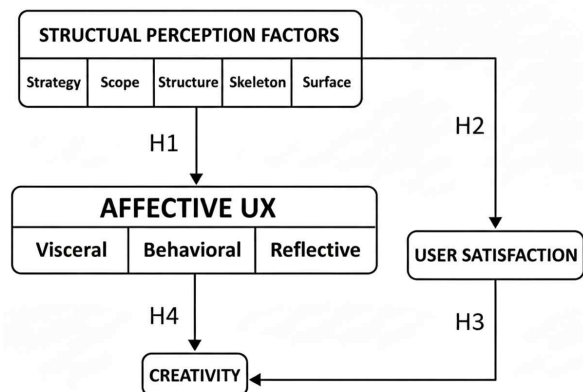 STRUCTUAL PERCEPTION FACTORS
Strategy Scope Structure Skeleton Surface
H1
H2
AFFECTIVE UX
Visceral Behavioral Reflective
USER SATISFACTION
H4
H3
CREATIVITY